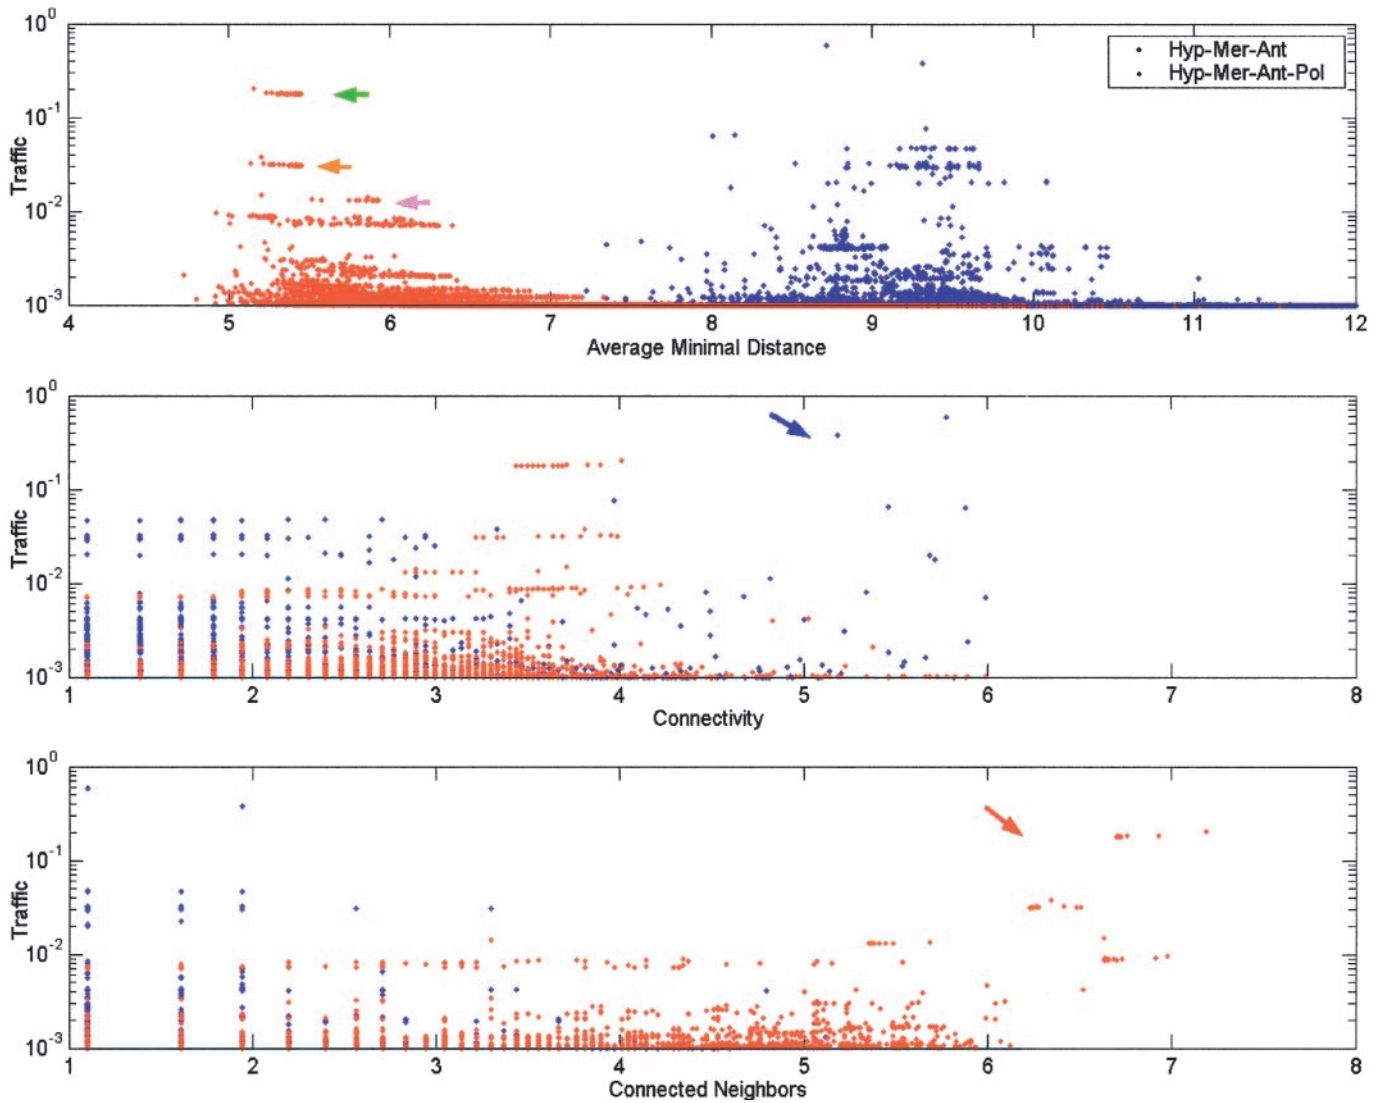 10^0
10^-1
10^-2
10^-3
Traffic
Hyp-Mer-Ant
Hyp-Mer-Ant-Pol
4 5 6 7 8 9 10 11 12
Average Minimal Distance
10^0
10^-1
10^-2
10^-3
Traffic
1 2 3 4 5 6 7 8
Connectivity
10^0
10^-1
10^-2
10^-3
Traffic
1 2 3 4 5 6 7 8
Connected Neighbors